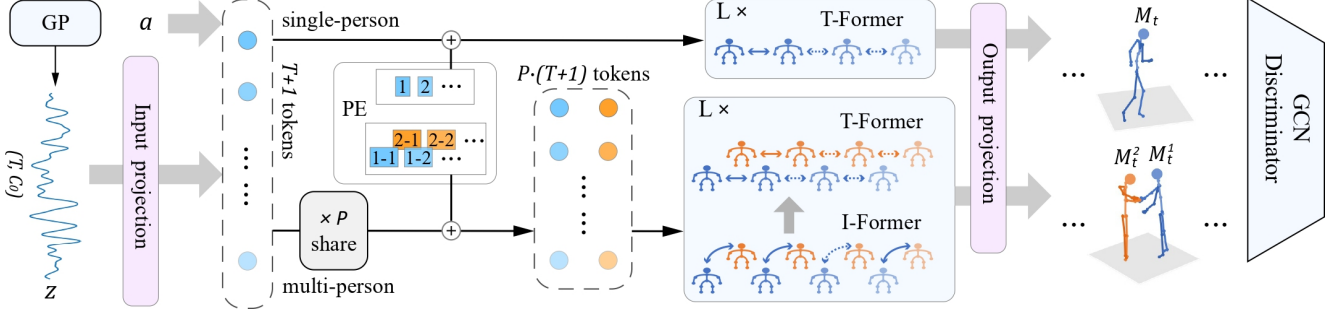 GP
(T, C₀)
z
a
Input projection
T+1 tokens
single-person
PE
1 2 ...
2-1 2-2 ...
1-1 1-2 ...
× P
share
multi-person
P·(T+1) tokens
L ×
T-Former
L ×
T-Former
I-Former
Output projection
M_t
...
...
M_t^2 M_t^1
...
...
GCN
Discriminator